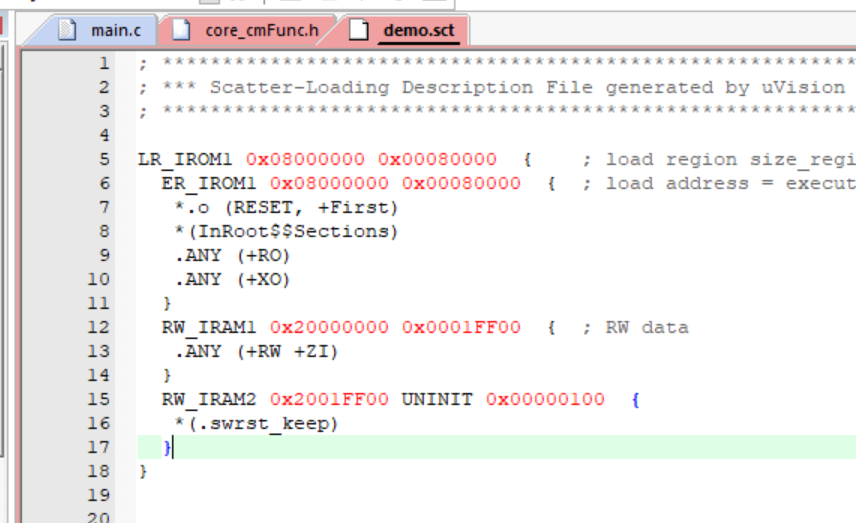 main.c core_cmFunc.h demo.sct
1 ; ************************************************************
2 ; *** Scatter-Loading Description File generated by uVision
3 ; ************************************************************
4
5 LR_IROM1 0x08000000 0x00080000 { ; load region size_regi
6 ER_IROM1 0x08000000 0x00080000 { ; load address = execut
7 *.o (RESET, +First)
8 *(InRoot$$Sections)
9 .ANY (+RO)
10 .ANY (+XO)
11 }
12 RW_IRAM1 0x20000000 0x0001FF00 { ; RW data
13 .ANY (+RW +ZI)
14 }
15 RW_IRAM2 0x2001FF00 UNINIT 0x00000100 {
16 *(.swrst_keep)
17 }
18 }
19
20